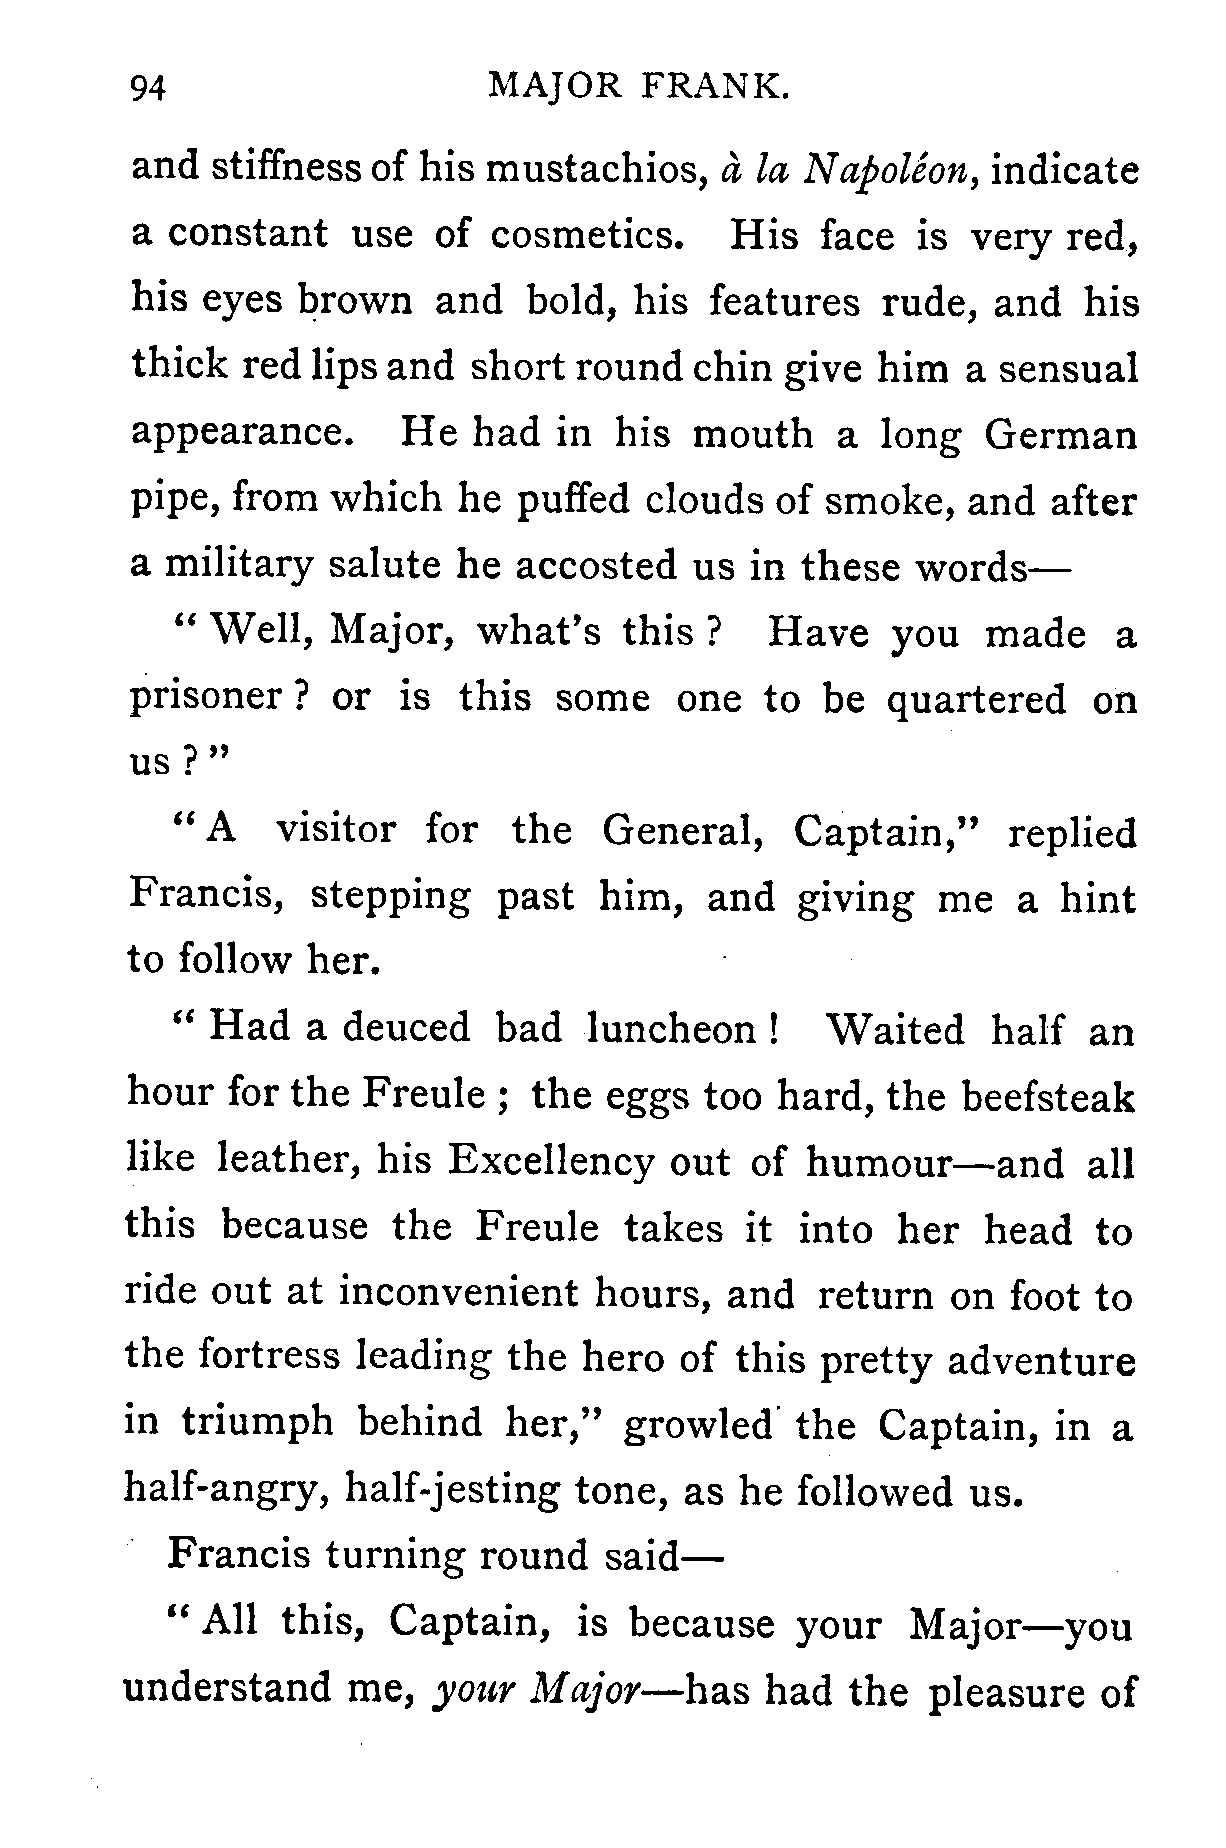 94 MAJOR FRANK.
and stiffness of his mustachios, à la Napoléon, indicate
a constant use of cosmetics. His face is very red,
his eyes brown and bold, his features rude, and his
thick red lips and short round chin give him a sensual
appearance. He had in his mouth a long German
pipe, from which he puffed clouds of smoke, and after
a military salute he accosted us in these words—
“ Well, Major, what’s this ? Have you made a
prisoner ? or is this some one to be quartered on
us ? ”
“ A visitor for the General, Captain,” replied
Francis, stepping past him, and giving me a hint
to follow her.
“ Had a deuced bad luncheon ! Waited half an
hour for the Freule ; the eggs too hard, the beefsteak
like leather, his Excellency out of humour—and all
this because the Freule takes it into her head to
ride out at inconvenient hours, and return on foot to
the fortress leading the hero of this pretty adventure
in triumph behind her,” growled the Captain, in a
half-angry, half-jesting tone, as he followed us.
Francis turning round said—
“ All this, Captain, is because your Major—you
understand me, your Major—has had the pleasure of